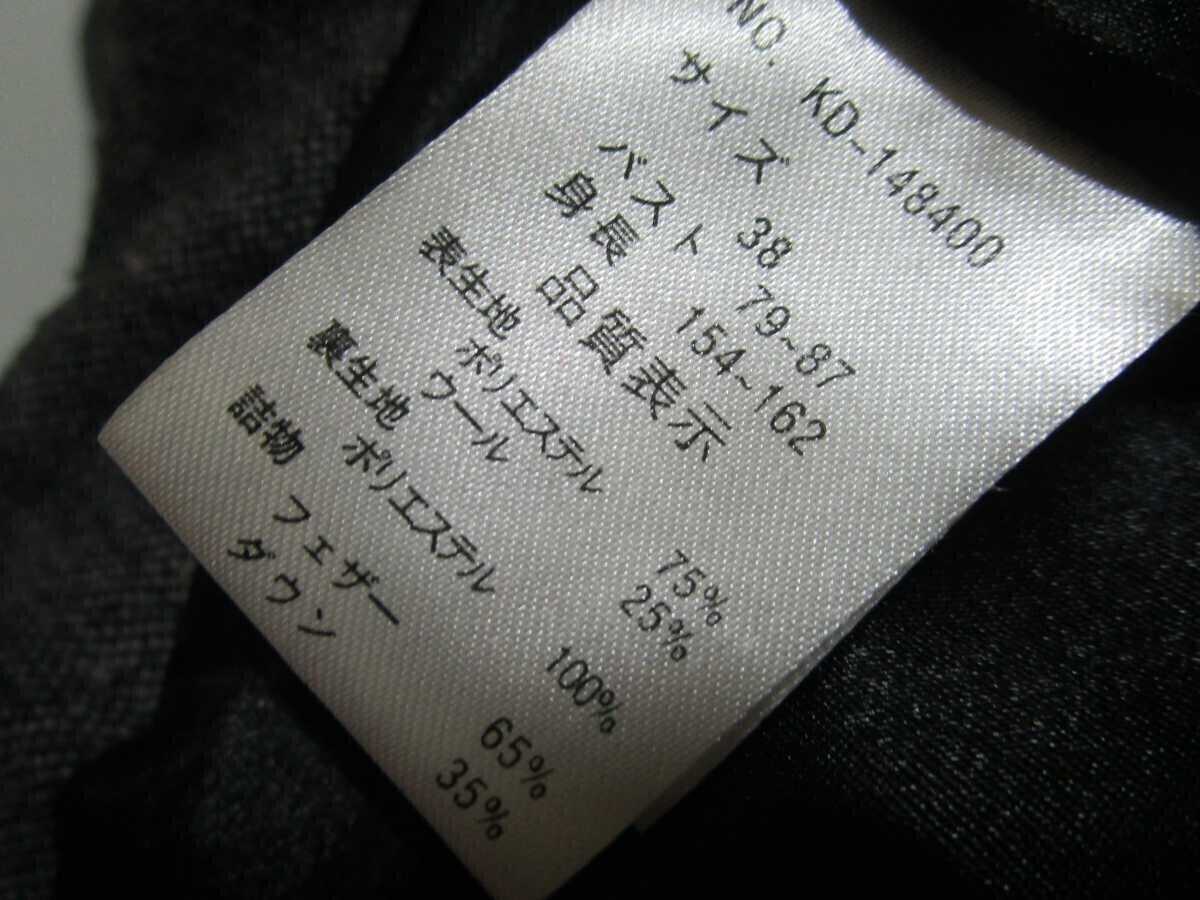 NO. KD-148400
サイズ 38
バスト 79~87
身長 154~162
品質表示
表生地 ポリエステル 75%
ウール 25%
裏生地 ポリエステル 100%
詰物 フェザー 65%
ダウン 35%